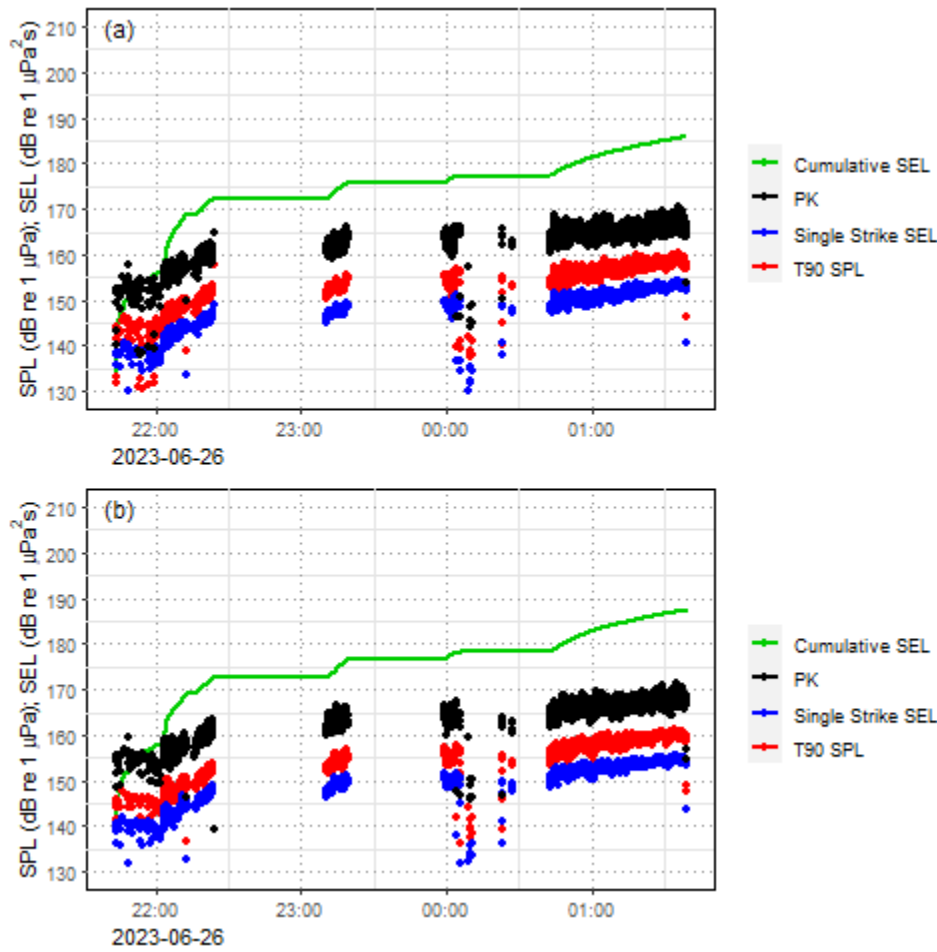 (a)
SPL (dB re 1 µPa); SEL (dB re 1 µPa²s)
210
200
190
180
170
160
150
140
130
22:00 23:00 00:00 01:00
2023-06-26
Cumulative SEL
PK
Single Strike SEL
T90 SPL
(b)
SPL (dB re 1 µPa); SEL (dB re 1 µPa²s)
210
200
190
180
170
160
150
140
130
22:00 23:00 00:00 01:00
2023-06-26
Cumulative SEL
PK
Single Strike SEL
T90 SPL